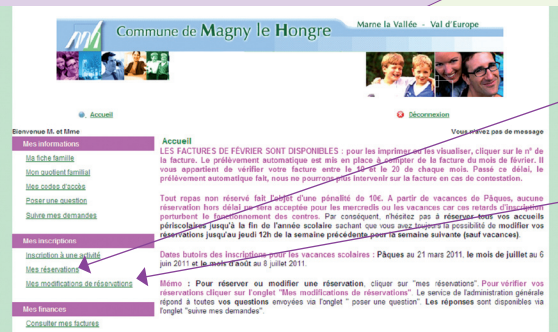 Commune de Magny le Hongre
Marne la Vallée - Val d'Europe
Accueil
Déconnexion
Bienvenue M. et Mme
Vous n'avez pas de message
Mes informations
Ma fiche famille
Mon quotient familial
Mes codes d'accès
Poser une question
Suivre mes demandes
Mes inscriptions
Inscription à une activité
Mes réservations
Mes modifications de réservations
Mes finances
Consulter mes factures
Accueil
LES FACTURES DE FÉVRIER SONT DISPONIBLES : pour les imprimer ou les visualiser, cliquer sur le n° de
la facture. Le prélèvement automatique est mis en place à compter de la facture du mois de février. Il
vous appartient de vérifier votre facture entre le 10 et le 20 de chaque mois. Passé ce délai, le
prélèvement automatique fait, nous ne pourrons plus intervenir sur la facture en cas de contestation.
Tout repas non réservé fait l'objet d'une pénalité de 10€. A partir de vacances de Pâques, aucune
réservation hors délai ne sera acceptée pour les mercredis ou les vacances car ces retards d'inscription
perturbent le fonctionnement des centres. Par conséquent, n'hésitez pas à réserver tous vos accueils
périscolaires jusqu'à la fin de l'année scolaire sachant que vous avez toujours la possibilité de modifier vos
réservations jusqu'au jeudi 12h de la semaine précédente pour la semaine suivante (sauf vacances).
Dates butoirs des inscriptions pour les vacances scolaires : Pâques au 21 mars 2011, le mois de juillet au 6
juin 2011 et le mois d'août au 8 juillet 2011.
Mémo : Pour réserver ou modifier une réservation, cliquer sur "mes réservations". Pour vérifier vos
réservations cliquer sur l'onglet "Mes modifications de réservations". Le service de l'administration générale
répond à toutes vos questions envoyées via l'onglet " poser une question". Les réponses sont disponibles via
l'onglet "suivre mes demandes".